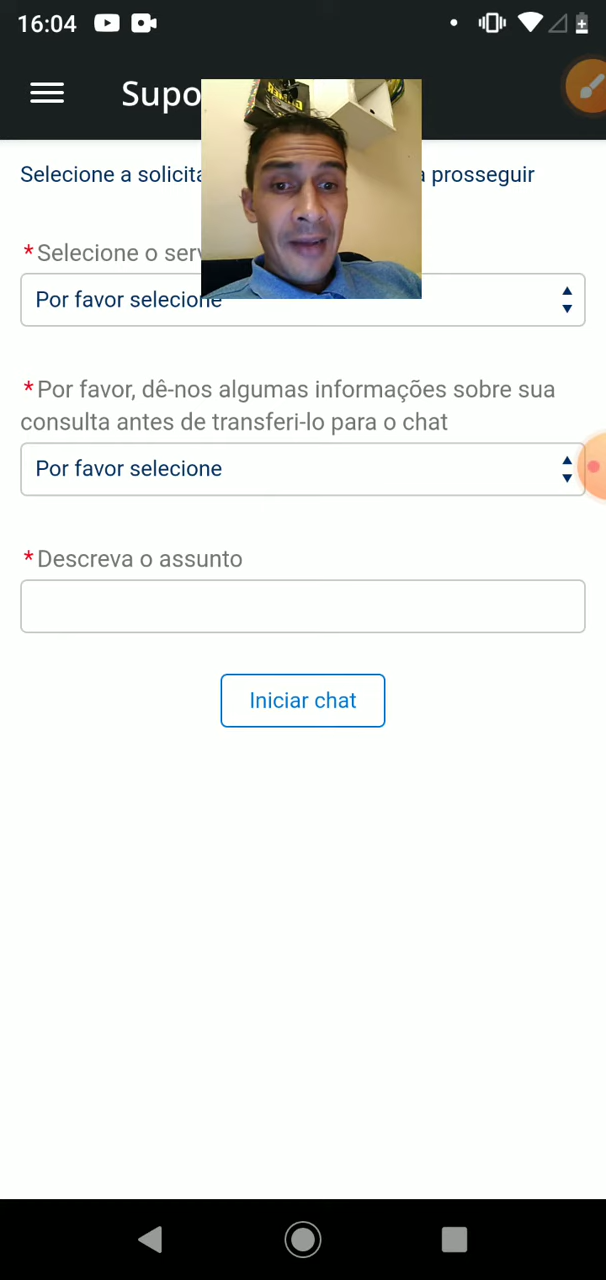 16:04
Supo
Selecione a solicita prosseguir
*Selecione o ser
Por favor selecione
*Por favor, dê-nos algumas informações sobre sua
consulta antes de transferi-lo para o chat
Por favor selecione
*Descreva o assunto
Iniciar chat